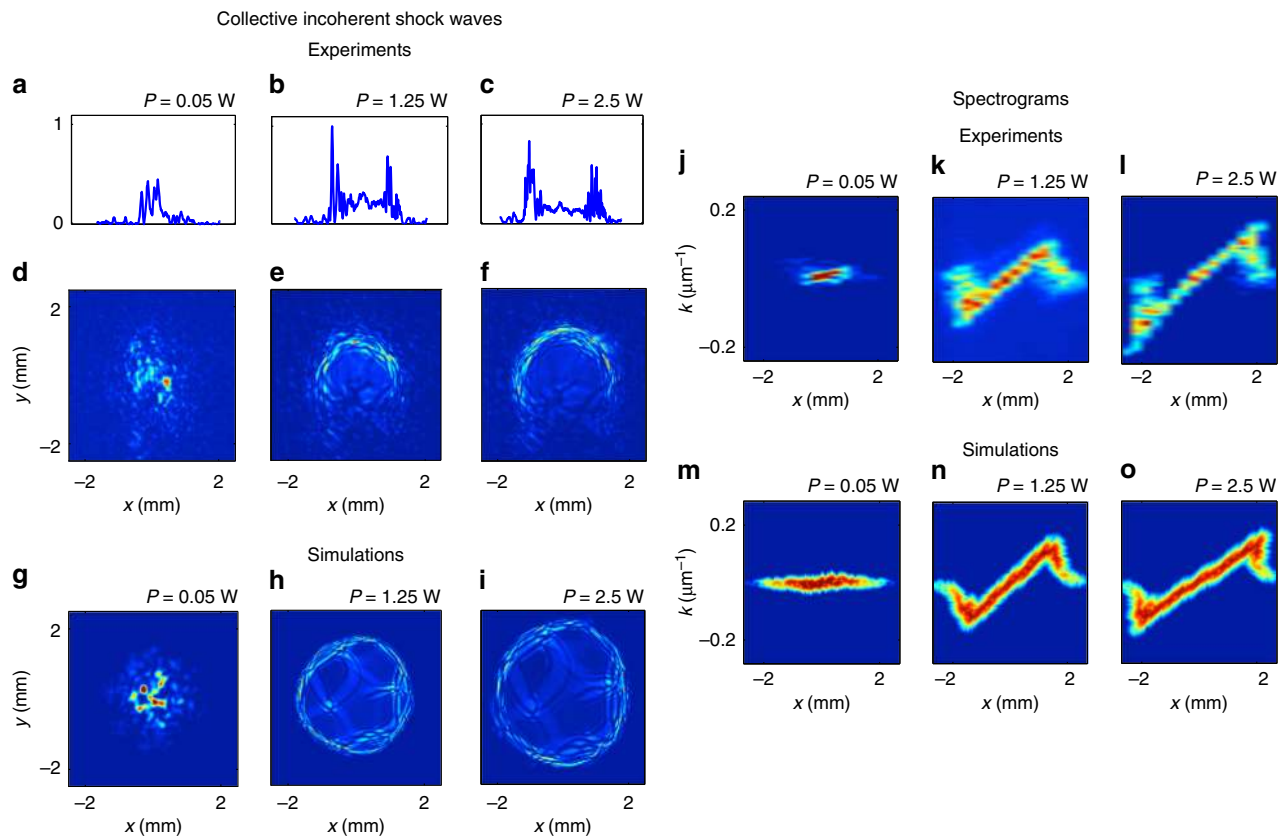 Collective incoherent shock waves
Experiments
a b c
P = 0.05 W P = 1.25 W P = 2.5 W
1
0
d e f
2
y (mm)
−2
−2 2 −2 2 −2 2
x (mm) x (mm) x (mm)
Simulations
g h i
P = 0.05 W P = 1.25 W P = 2.5 W
2
y (mm)
−2
−2 2 −2 2 −2 2
x (mm) x (mm) x (mm)
Spectrograms
Experiments
j k l
P = 0.05 W P = 1.25 W P = 2.5 W
0.2
k (μm−1)
−0.2
−2 2 −2 2 −2 2
x (mm) x (mm) x (mm)
Simulations
m n o
P = 0.05 W P = 1.25 W P = 2.5 W
0.2
k (μm−1)
−0.2
−2 2 −2 2 −2 2
x (mm) x (mm) x (mm)